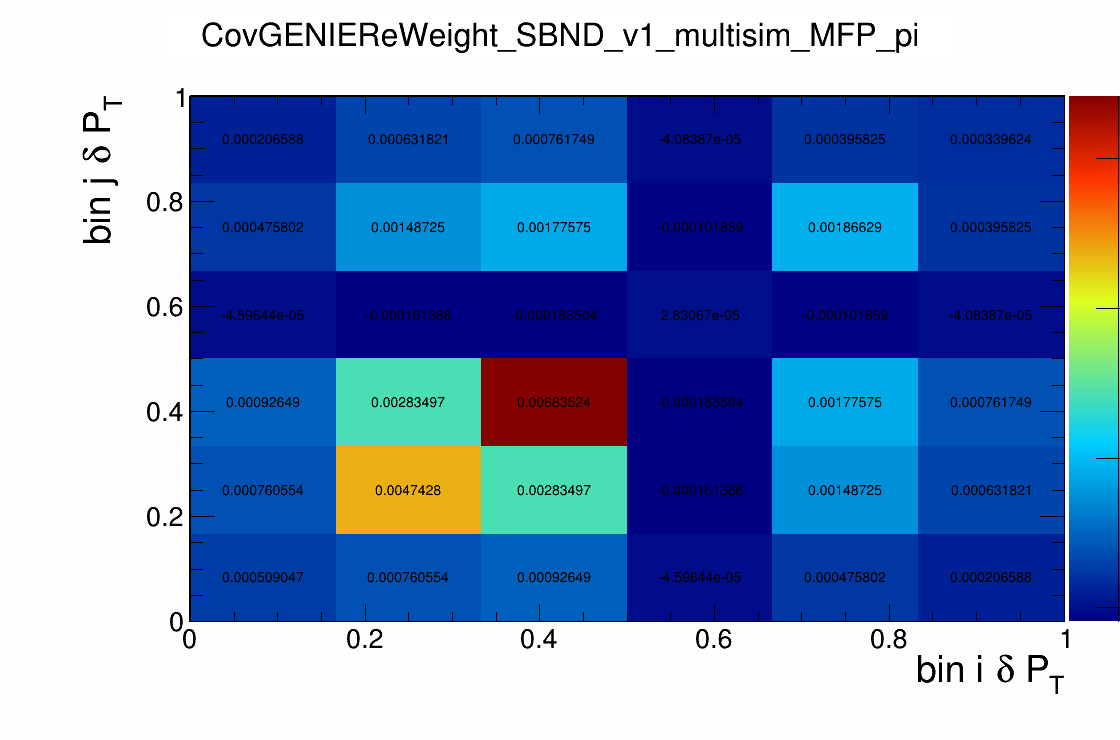 CovGENIEReWeight_SBND_v1_multisim_MFP_pi
bin j δ P_T
1
0.000206588 0.000631821 0.000761749 -4.08387e-05 0.000395825 0.000339624
0.8
0.000475802 0.00148725 0.00177575 -0.000101859 0.00186629 0.000395825
0.6
-4.59644e-05 -0.000161386 -0.000183504 2.83067e-05 -0.000101859 -4.08387e-05
0.4
0.00092649 0.00283497 0.00683524 -0.000183504 0.00177575 0.000761749
0.000760554 0.0047428 0.00283497 -0.000161386 0.00148725 0.000631821
0.2
0.000509047 0.000760554 0.00092649 -4.59644e-05 0.000475802 0.000206588
0
0 0.2 0.4 0.6 0.8 1
bin i δ P_T